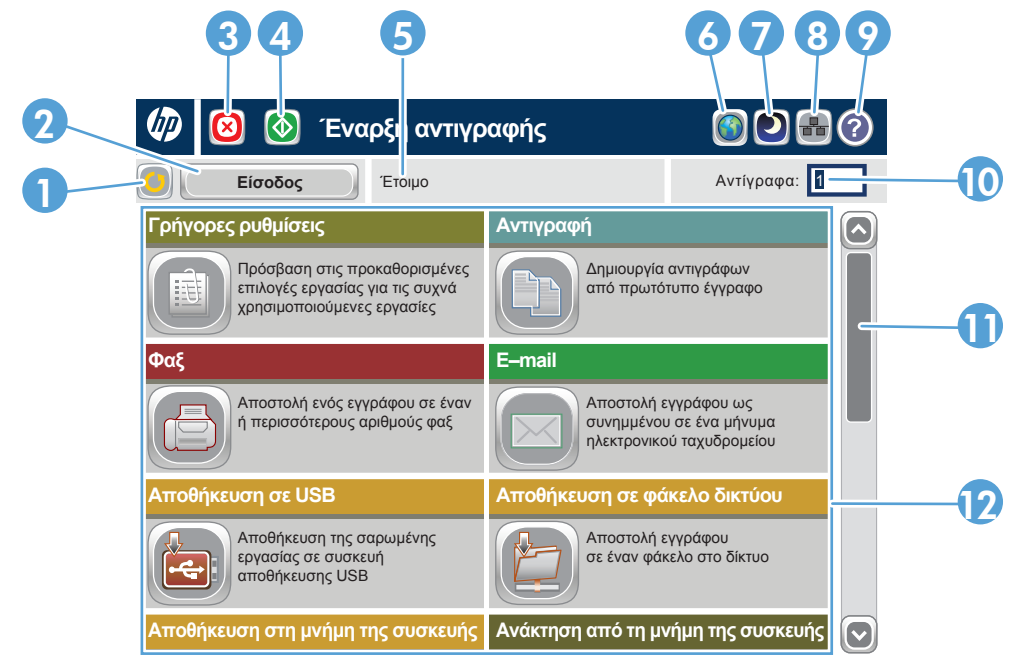 3 4 5 6 7 8 9
hp Έναρξη αντιγραφής ?
2
1 Είσοδος Έτοιμο Αντίγραφα: 1 10
Γρήγορες ρυθμίσεις
Πρόσβαση στις προκαθορισμένες
επιλογές εργασίας για τις συχνά
χρησιμοποιούμενες εργασίες
Αντιγραφή
Δημιουργία αντιγράφων
από πρωτότυπο έγγραφο
11
Φαξ
Αποστολή ενός εγγράφου σε έναν
ή περισσότερους αριθμούς φαξ
E–mail
Αποστολή εγγράφου ως
συνημμένου σε ένα μήνυμα
ηλεκτρονικού ταχυδρομείου
Αποθήκευση σε USB
Αποθήκευση της σαρωμένης
εργασίας σε συσκευή
αποθήκευσης USB
Αποθήκευση σε φάκελο δικτύου
Αποστολή εγγράφου
σε έναν φάκελο στο δίκτυο
12
Αποθήκευση στη μνήμη της συσκευής
Ανάκτηση από τη μνήμη της συσκευής